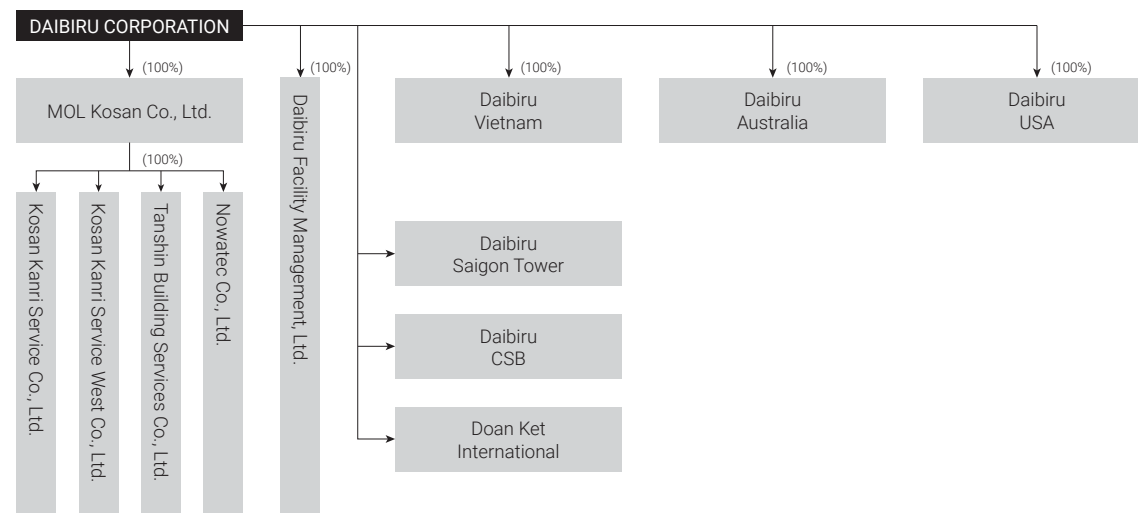 DAIBIRU CORPORATION
(100%)
(100%)
(100%)
(100%)
(100%)
MOL Kosan Co., Ltd.
Daibiru Facility Management, Ltd.
Daibiru
Vietnam
Daibiru
Australia
Daibiru
USA
(100%)
Kosan Kanri Service Co., Ltd.
Kosan Kanri Service West Co., Ltd.
Tanshin Building Services Co., Ltd.
Nowatec Co., Ltd.
Daibiru
Saigon Tower
Daibiru
CSB
Doan Ket
International